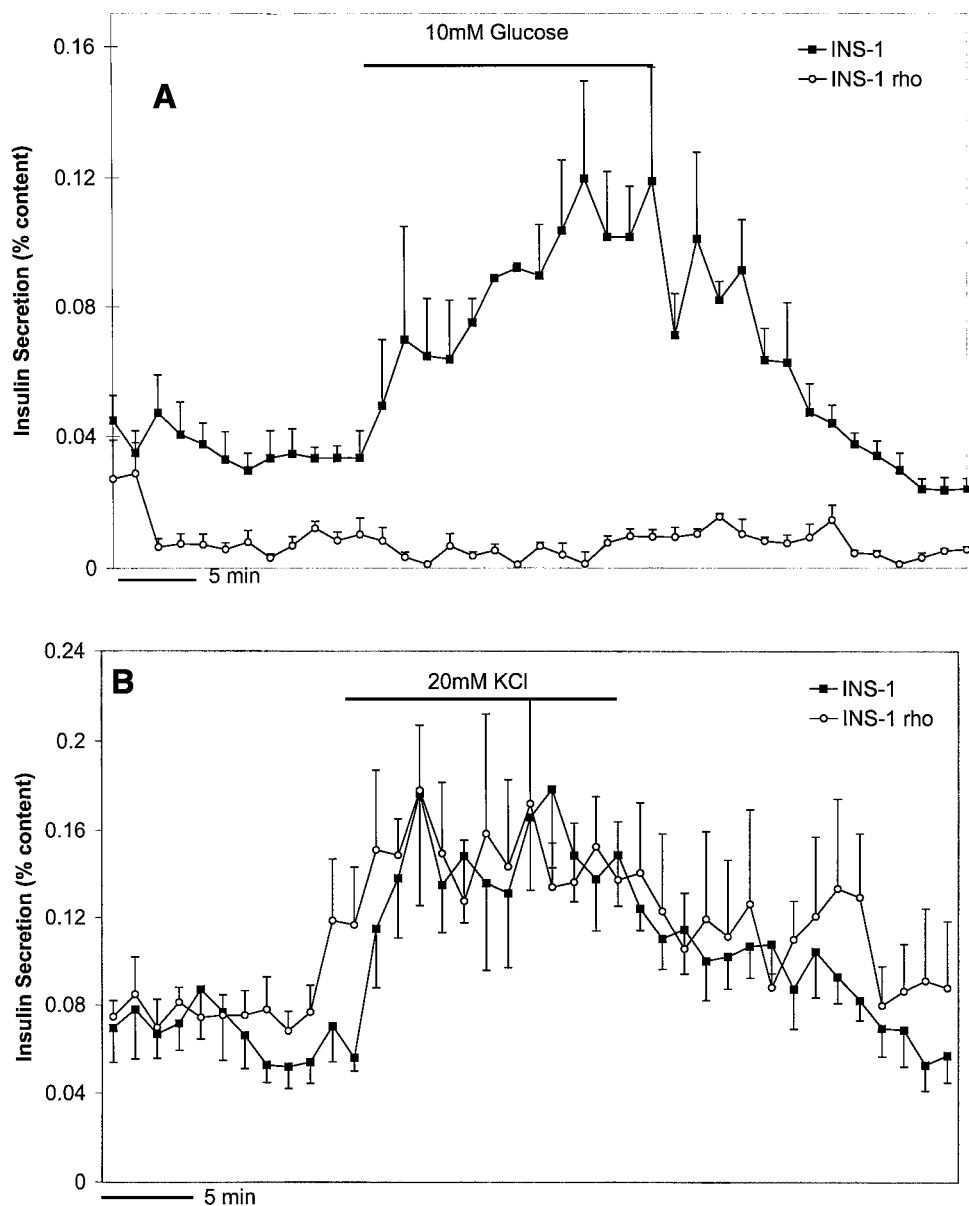 0.16
10mM Glucose
INS-1
INS-1 rho
A
0.12
Insulin Secretion (% content)
0.08
0.04
0
5 min
0.24
B
20mM KCl
INS-1
INS-1 rho
0.2
0.16
Insulin Secretion (% content)
0.12
0.08
0.04
0
5 min